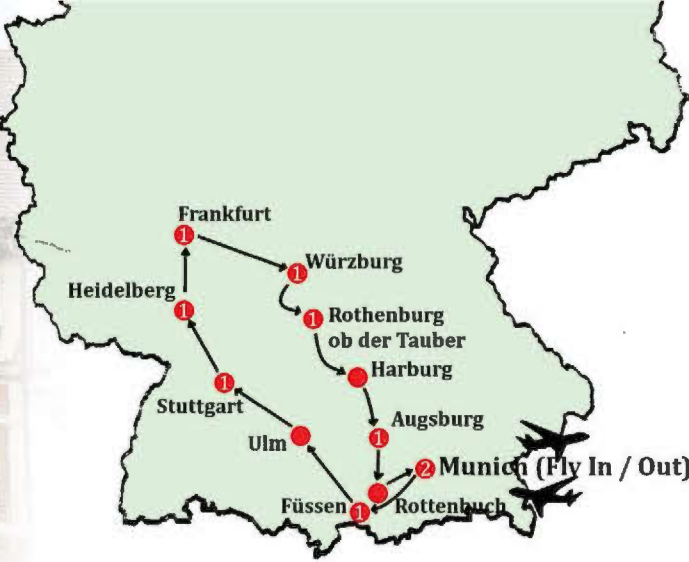 Frankfurt
1
Würzburg
1
Heidelberg
1
1
Rothenburg
ob der Tauber
Harburg
1
Stuttgart
Augsburg
1
Ulm
2
Munich (Fly In / Out)
Füssen
1
Rottenbuch